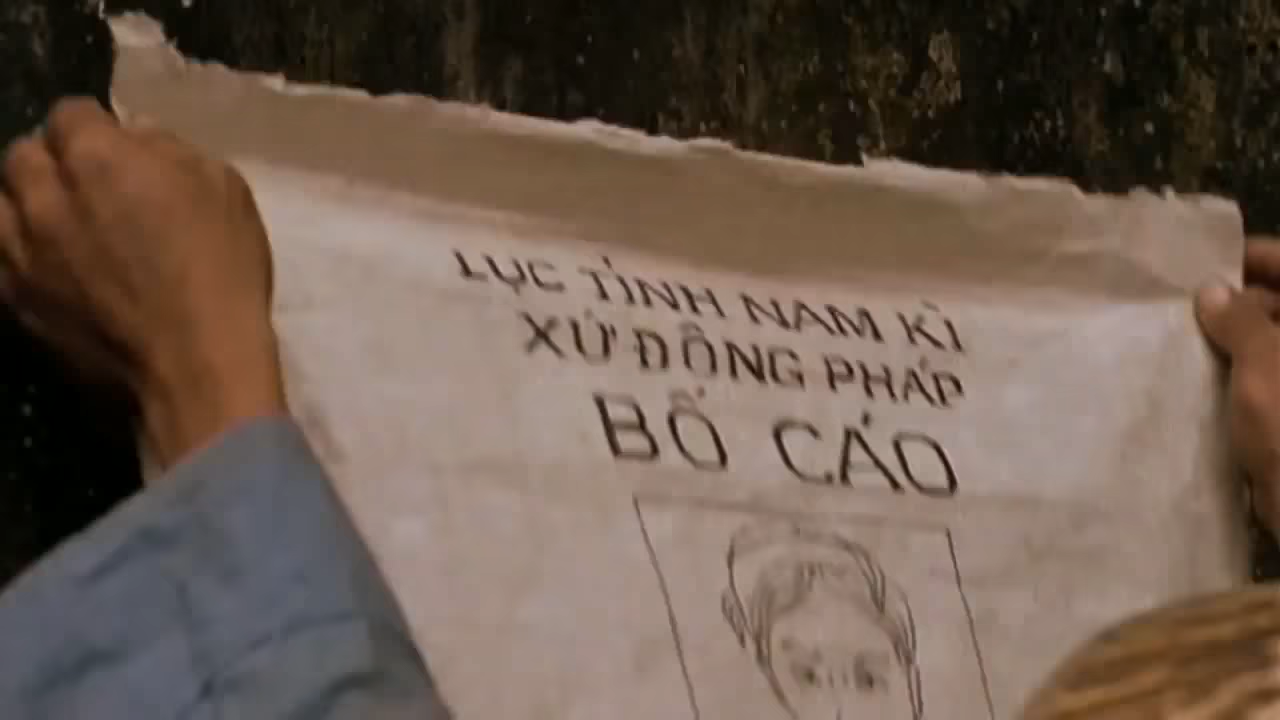 LỤC TỈNH NAM KÌ
XỨ ĐÔNG PHÁP
BỐ CÁO